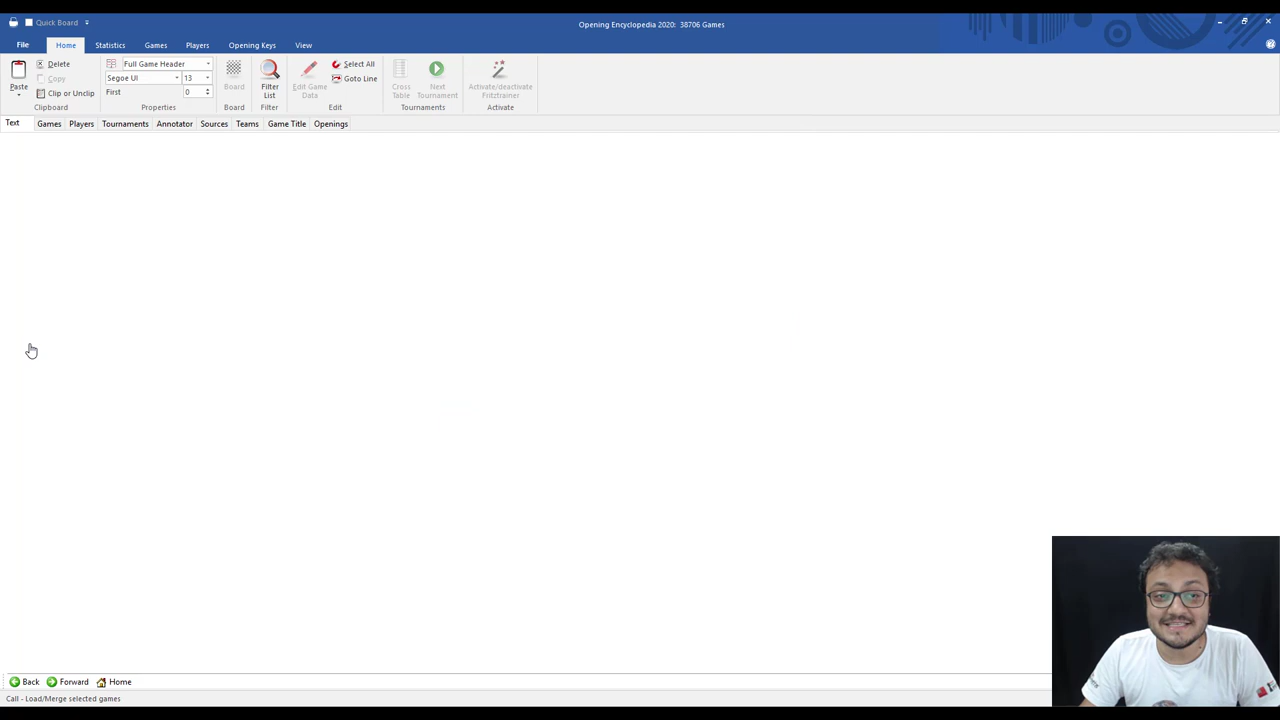 Quick Board
Opening Encyclopedia 2020: 38706 Games
File Home Statistics Games Players Opening Keys View
Paste
Delete
Copy
Clip or Unclip
Clipboard
Full Game Header
Segoe UI 13
First 0
Properties
Board
Board
Filter
List
Filter
Edit Game
Data
Select All
Goto Line
Edit
Cross
Table
Next
Tournament
Tournaments
Activate/deactivate
Fritztrainer
Activate
Text Games Players Tournaments Annotator Sources Teams Game Title Openings
Back Forward Home
Call - Load/Merge selected games